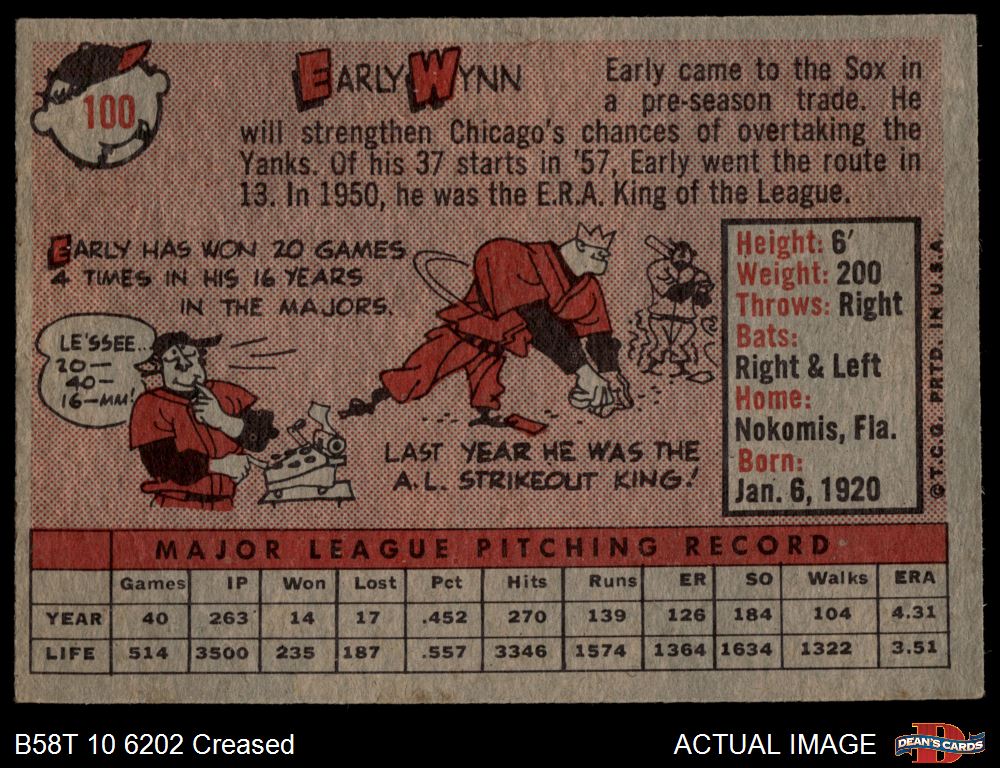 100
EARLY WYNN
Early came to the Sox in
a pre-season trade. He
will strengthen Chicago's chances of overtaking the
Yanks. Of his 37 starts in '57, Early went the route in
13. In 1950, he was the E.R.A. King of the League.
EARLY HAS WON 20 GAMES
4 TIMES IN HIS 16 YEARS
IN THE MAJORS.
LE'SSEE..
20—
40—
16—MM!
LAST YEAR HE WAS THE
A.L. STRIKEOUT KING!
Height: 6'
Weight: 200
Throws: Right
Bats:
Right & Left
Home:
Nokomis, Fla.
Born:
Jan. 6, 1920
© T.C.G. PRTD. IN U.S.A.
MAJOR LEAGUE PITCHING RECORD
Games IP Won Lost Pct Hits Runs ER SO Walks ERA
YEAR 40 263 14 17 .452 270 139 126 184 104 4.31
LIFE 514 3500 235 187 .557 3346 1574 1364 1634 1322 3.51
B58T 10 6202 Creased
ACTUAL IMAGE
DEAN'S CARDS